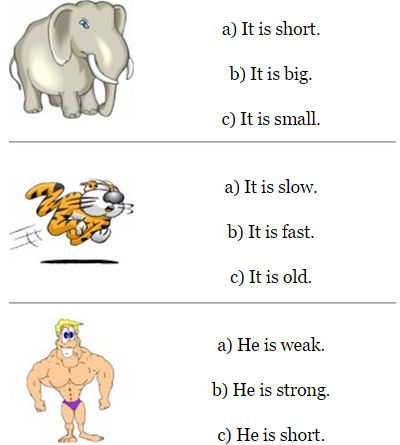 a) It is short.
b) It is big.
c) It is small.
a) It is slow.
b) It is fast.
c) It is old.
a) He is weak.
b) He is strong.
c) He is short.